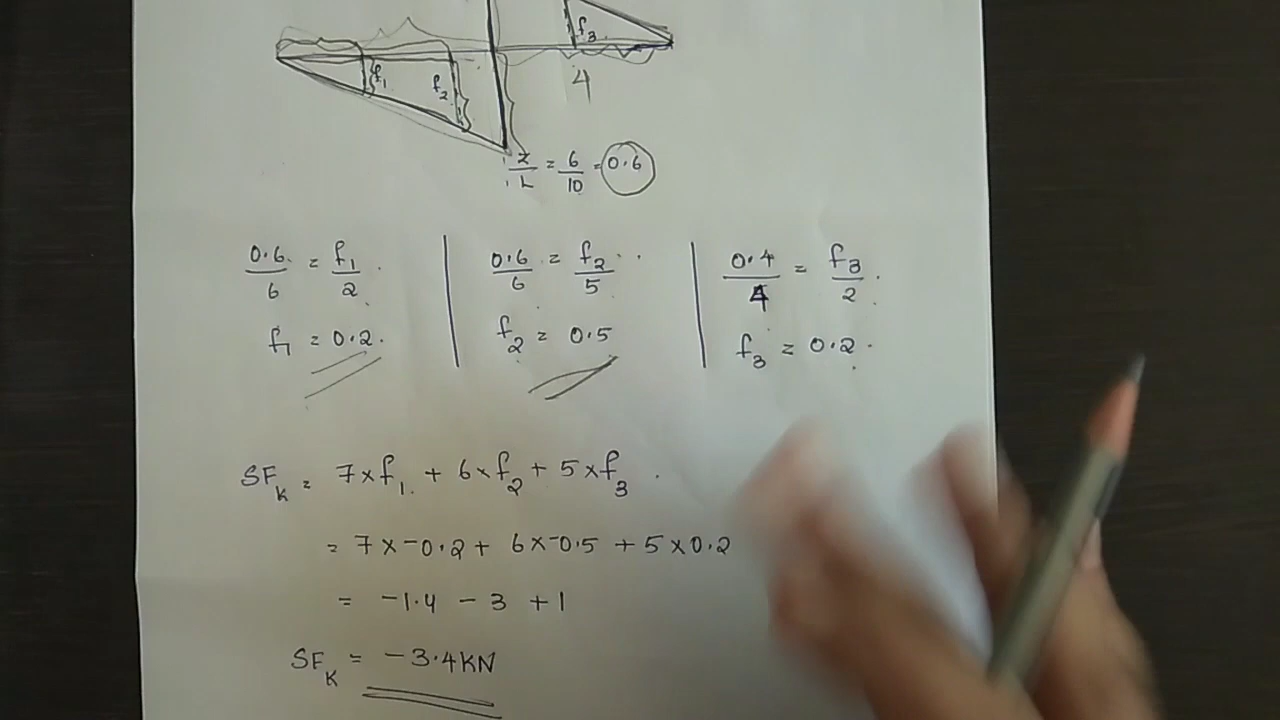 f3
f1
f2
4
z/L = 6/10 = 0.6
0.6/6 = f1/2
f1 = 0.2
0.6/6 = f2/5
f2 = 0.5
0.4/4 = f3/2
f3 = 0.2
SFK = 7×f1 + 6×f2 + 5×f3
= 7×-0.2 + 6×-0.5 + 5×0.2
= -1.4 - 3 + 1
SFK = -3.4KN